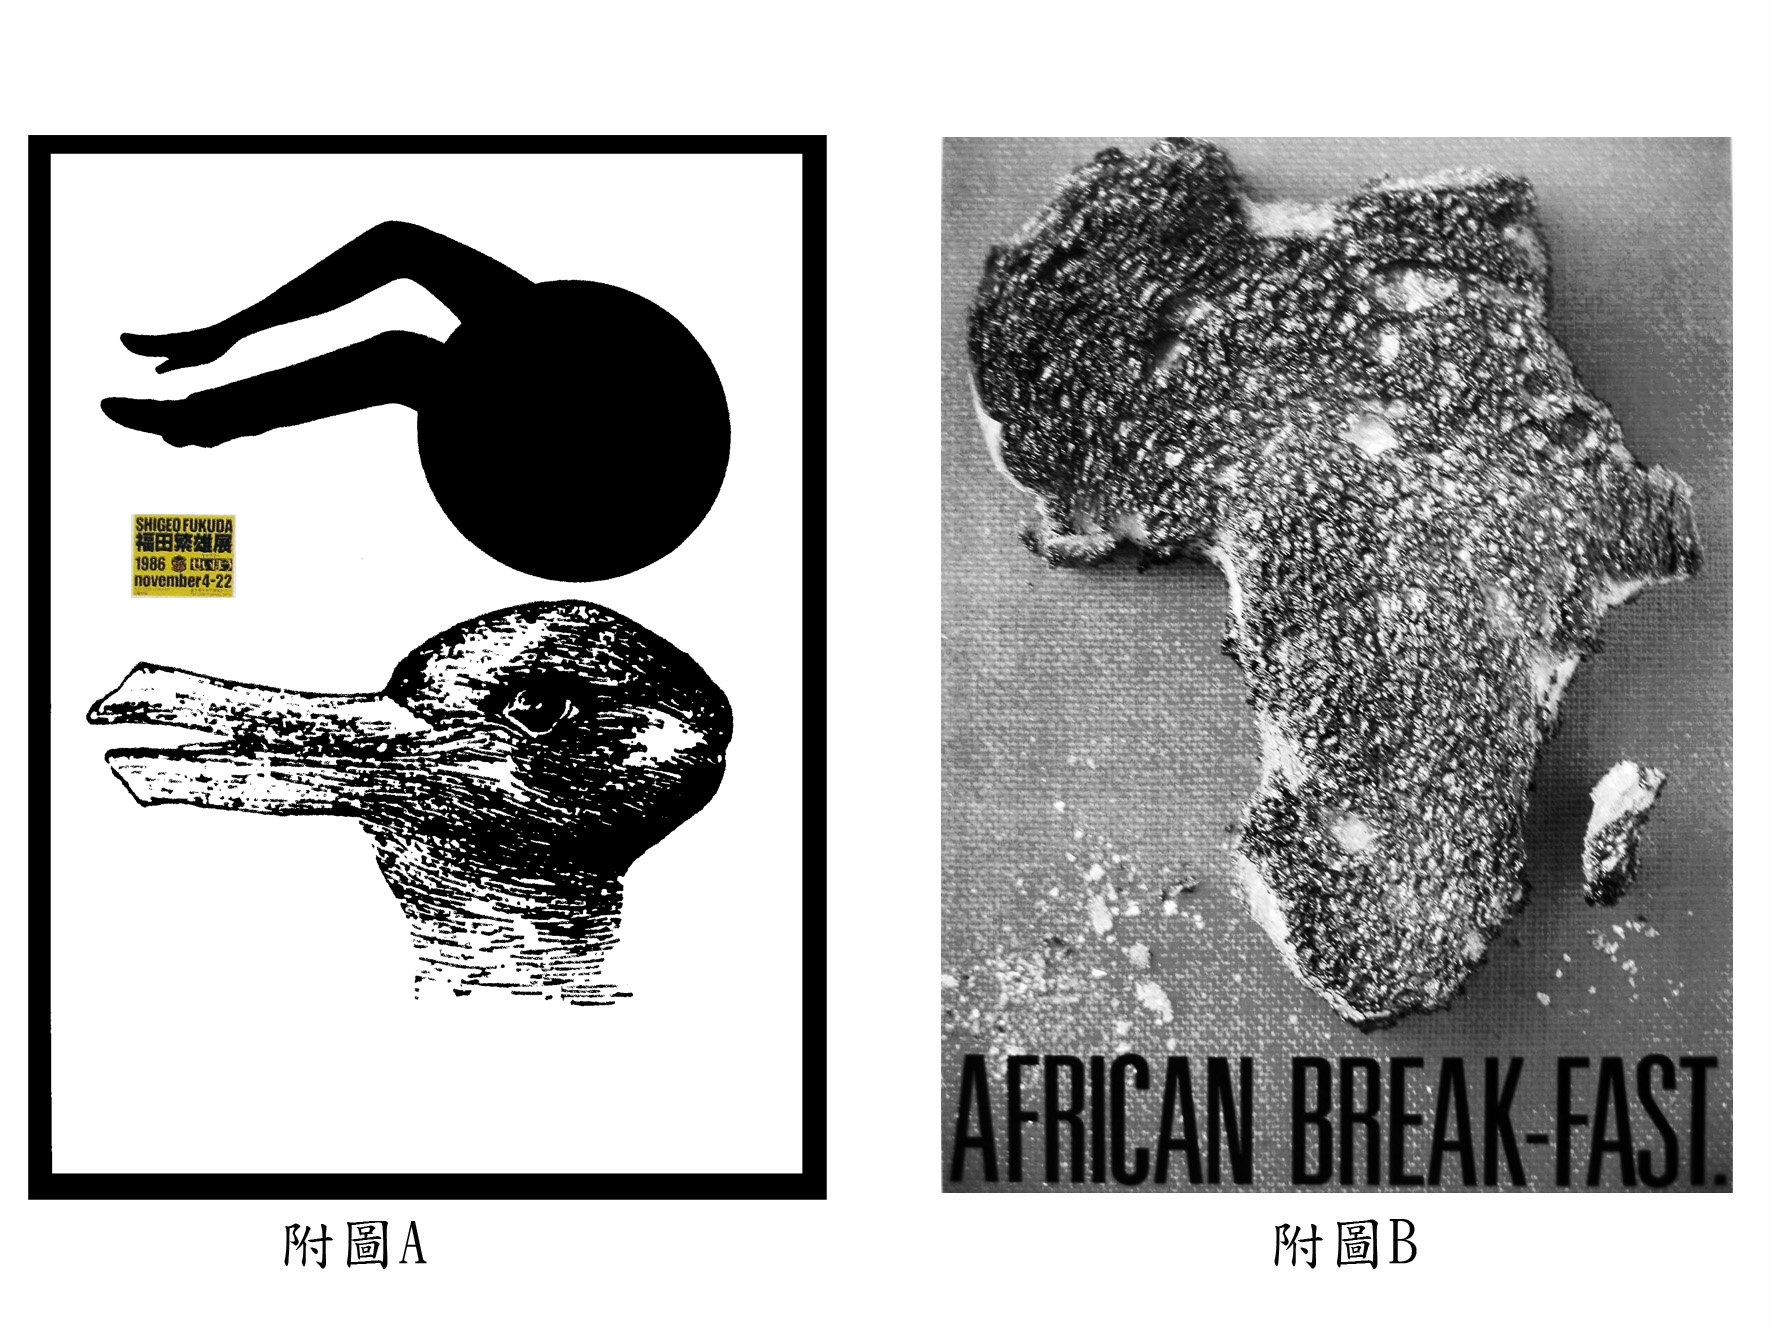 SHIGEO FUKUDA
福田繁雄展
1986
november 4-22
AFRICAN BREAK-FAST.
附圖A
附圖B